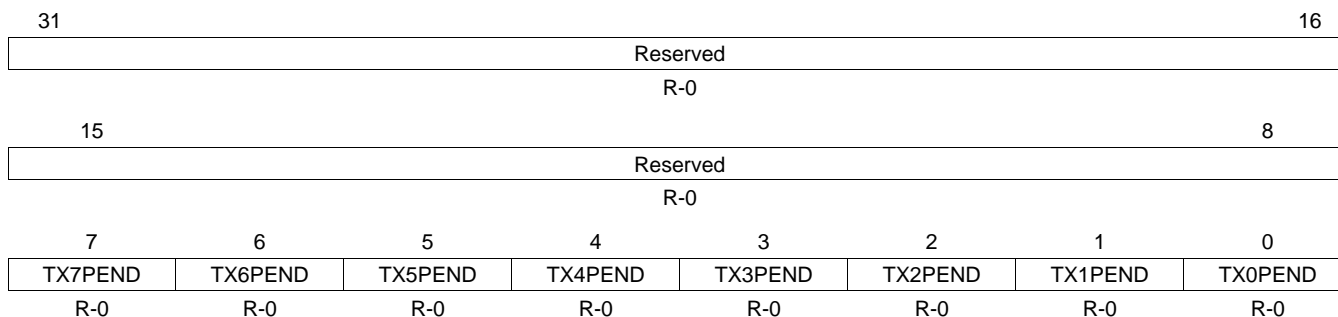 31 16
Reserved
R-0
15 8
Reserved
R-0
7 6 5 4 3 2 1 0
TX7PEND TX6PEND TX5PEND TX4PEND TX3PEND TX2PEND TX1PEND TX0PEND
R-0 R-0 R-0 R-0 R-0 R-0 R-0 R-0